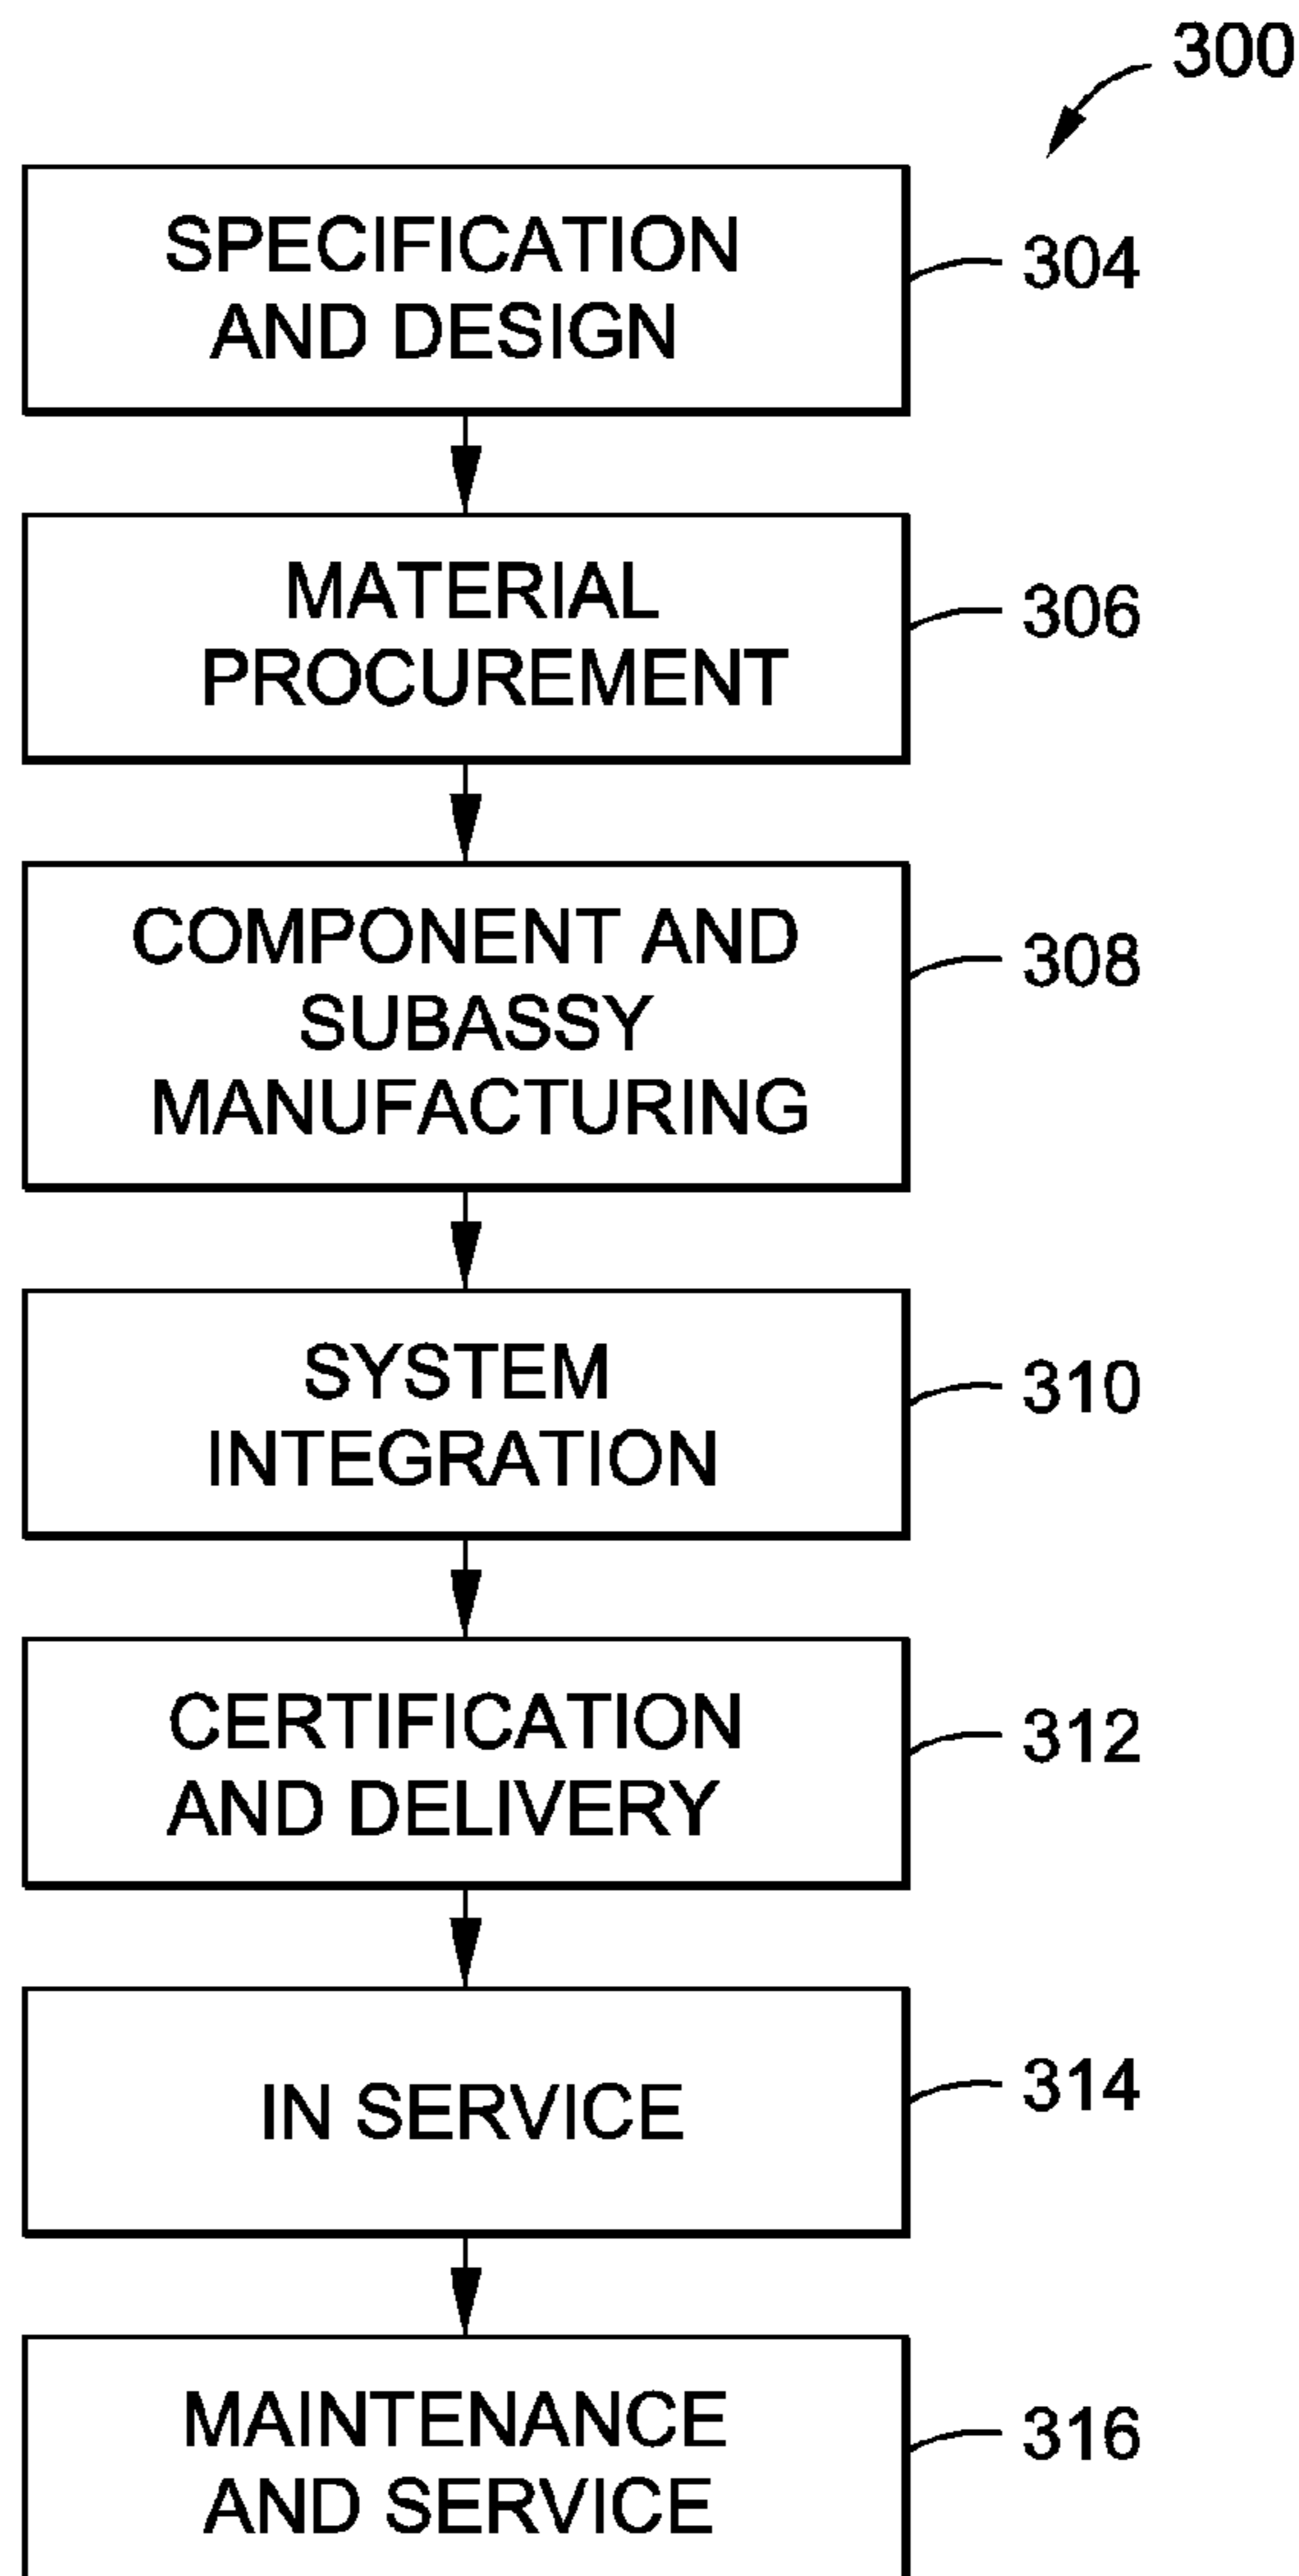 300
SPECIFICATION
AND DESIGN
304
MATERIAL
PROCUREMENT
306
COMPONENT AND
SUBASSY
MANUFACTURING
308
SYSTEM
INTEGRATION
310
CERTIFICATION
AND DELIVERY
312
IN SERVICE
314
MAINTENANCE
AND SERVICE
316